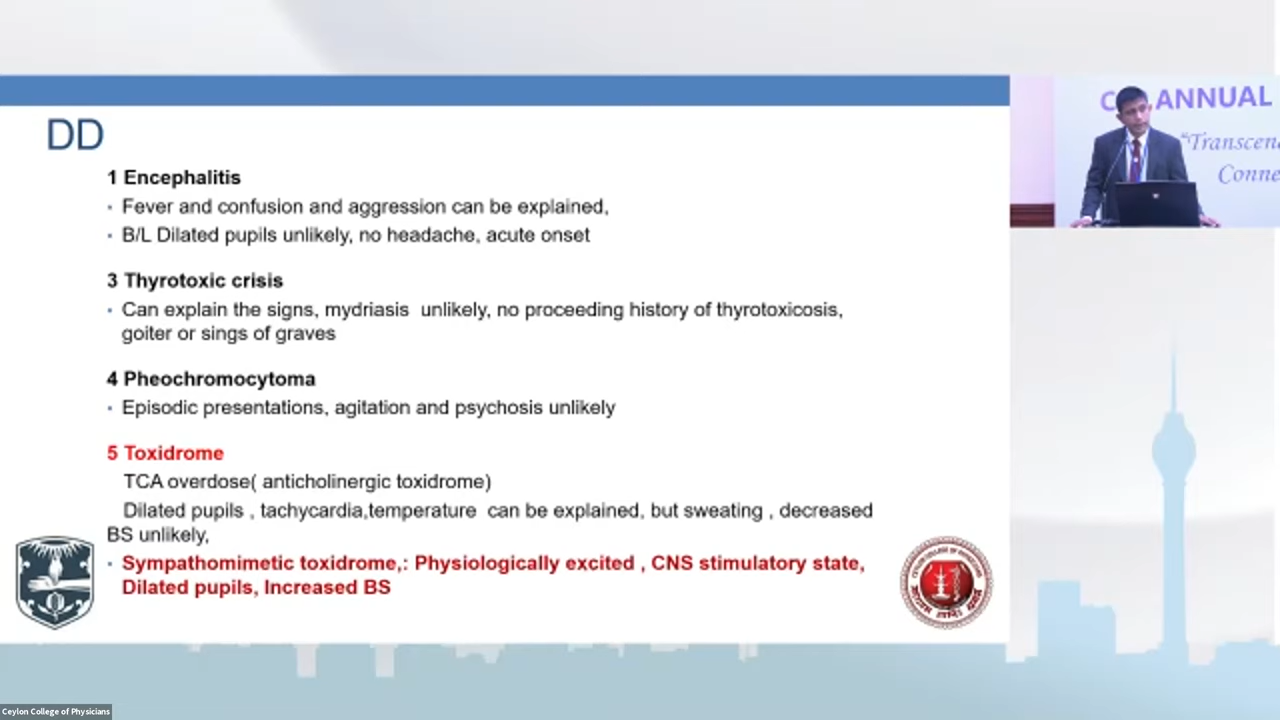 DD
1 Encephalitis
· Fever and confusion and aggression can be explained,
· B/L Dilated pupils unlikely, no headache, acute onset
3 Thyrotoxic crisis
· Can explain the signs, mydriasis unlikely, no proceeding history of thyrotoxicosis,
goiter or sings of graves
4 Pheochromocytoma
· Episodic presentations, agitation and psychosis unlikely
5 Toxidrome
TCA overdose( anticholinergic toxidrome)
Dilated pupils , tachycardia,temperature can be explained, but sweating , decreased
BS unlikely,
· Sympathomimetic toxidrome,: Physiologically excited , CNS stimulatory state,
Dilated pupils, Increased BS
ANNUAL
"Transcen
Conne
Ceylon College of Physicians